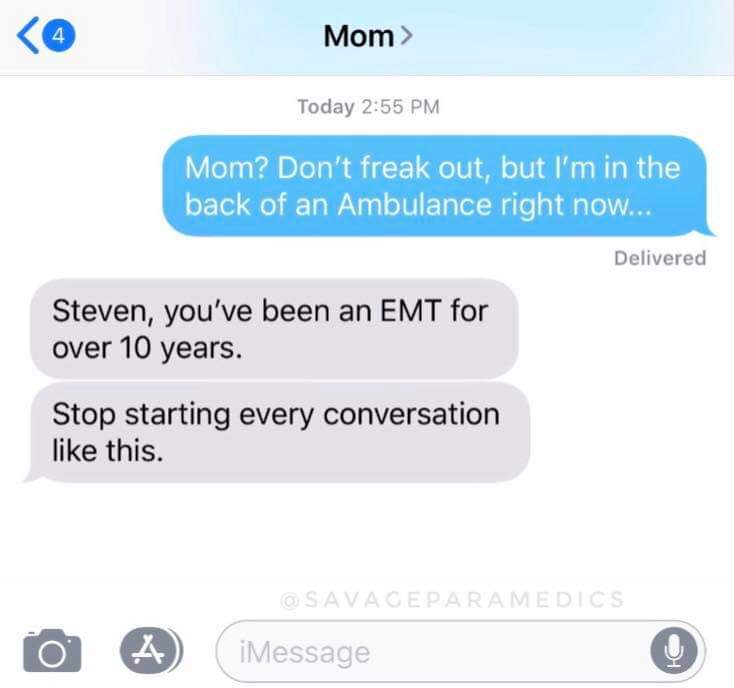 4
Mom
Today 2:55 PM
Mom? Don’t freak out, but I’m in the
back of an Ambulance right now...
Delivered
Steven, you’ve been an EMT for
over 10 years.
Stop starting every conversation
like this.
@SAVAGEPARAMEDICS
iMessage